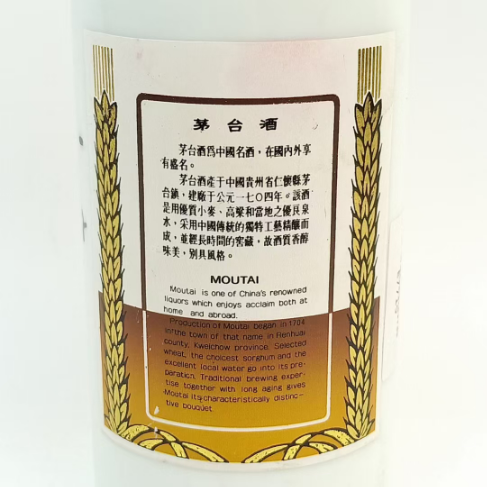 茅台酒
茅台酒爲中國名酒，在國內外享
有盛名。
茅台酒產于中國貴州省仁懷縣茅
台鎮，建廠于公元一七〇四年。該酒
是用優質小麥、高粱和當地之優良泉
水，采用中國傳統的獨特工藝精釀而
成，並經長時間的窖藏。故酒質香醇
味美，別具風格。
MOUTAI
Moutai is one of China's renowned
liquors which enjoys acclaim both at
home and abroad.
Production of Moutai began in 1704
in the town of that name in Renhuai
county, Kweichow province. Selected
wheat, the choicest sorghum and the
excellent local water go into its pre-
paration. Traditional brewing exper-
tise together with long aging gives
Moutai its characteristically distinc-
tive bouquet.